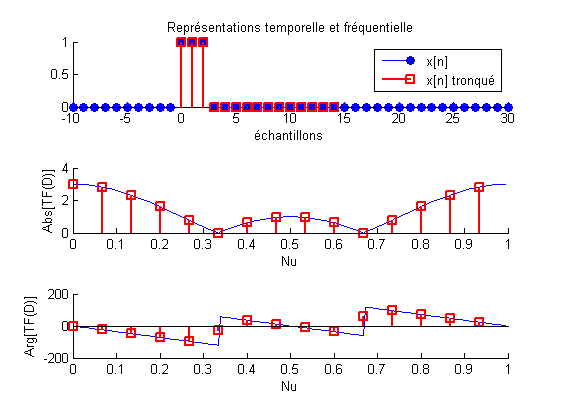 Représentations temporelle et fréquentielle
1
0.5
0
x[n]
x[n] tronqué
-10 -5 0 5 10 15 20 25 30
échantillons
Abs[TF(D)]
4
2
0
0 0.1 0.2 0.3 0.4 0.5 0.6 0.7 0.8 0.9 1
Nu
Arg[TF(D)]
200
0
-200
0 0.1 0.2 0.3 0.4 0.5 0.6 0.7 0.8 0.9 1
Nu